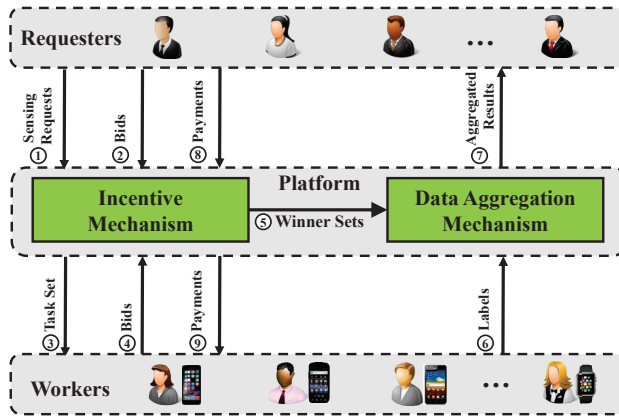 Requesters
...
Sensing
Requests
①
Bids
②
Payments
⑧
Aggregated
Results
⑦
Platform
Incentive
Mechanism
⑤ Winner Sets
Data Aggregation
Mechanism
③ Task Set
④ Bids
⑨ Payments
⑥ Labels
Workers
...